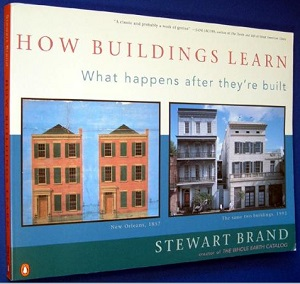 "A classic and probably a work of genius."
HOW BUILDINGS LEARN
What happens after they're built
New Orleans, 1857
The same two buildings, 1993
STEWART BRAND
creator of THE WHOLE EARTH CATALOG